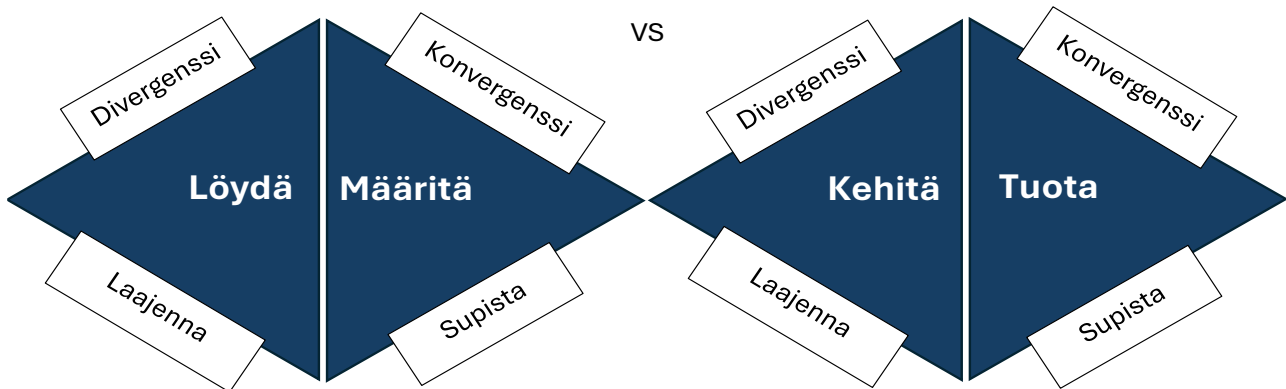 VS
Divergenssi
Konvergenssi
Löydä
Määritä
Laajenna
Supista
Divergenssi
Konvergenssi
Kehitä
Tuota
Laajenna
Supista